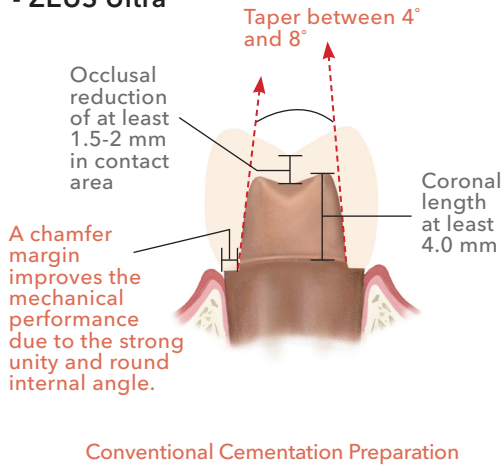 - ZEUS Ultra
Taper between 4°
and 8°
Occlusal
reduction
of at least
1.5-2 mm
in contact
area
Coronal
length
at least
4.0 mm
A chamfer
margin
improves the
mechanical
performance
due to the strong
unity and round
internal angle.
Conventional Cementation Preparation